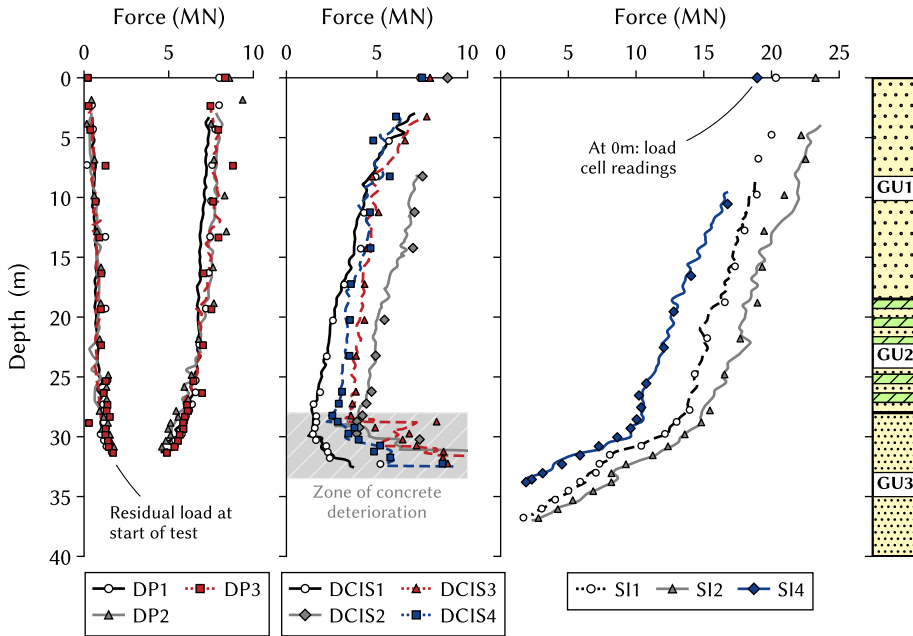 Force (MN) Force (MN) Force (MN)
0 5 10 0 5 10 0 5 10 15 20 25
Depth (m)
0
5
10
15
20
25
30
35
40
At 0m: load
cell readings
GU1
GU2
GU3
Residual load at
start of test
Zone of concrete
deterioration
DP1 DP3
DP2
DCIS1 DCIS3
DCIS2 DCIS4
SI1 SI2 SI4